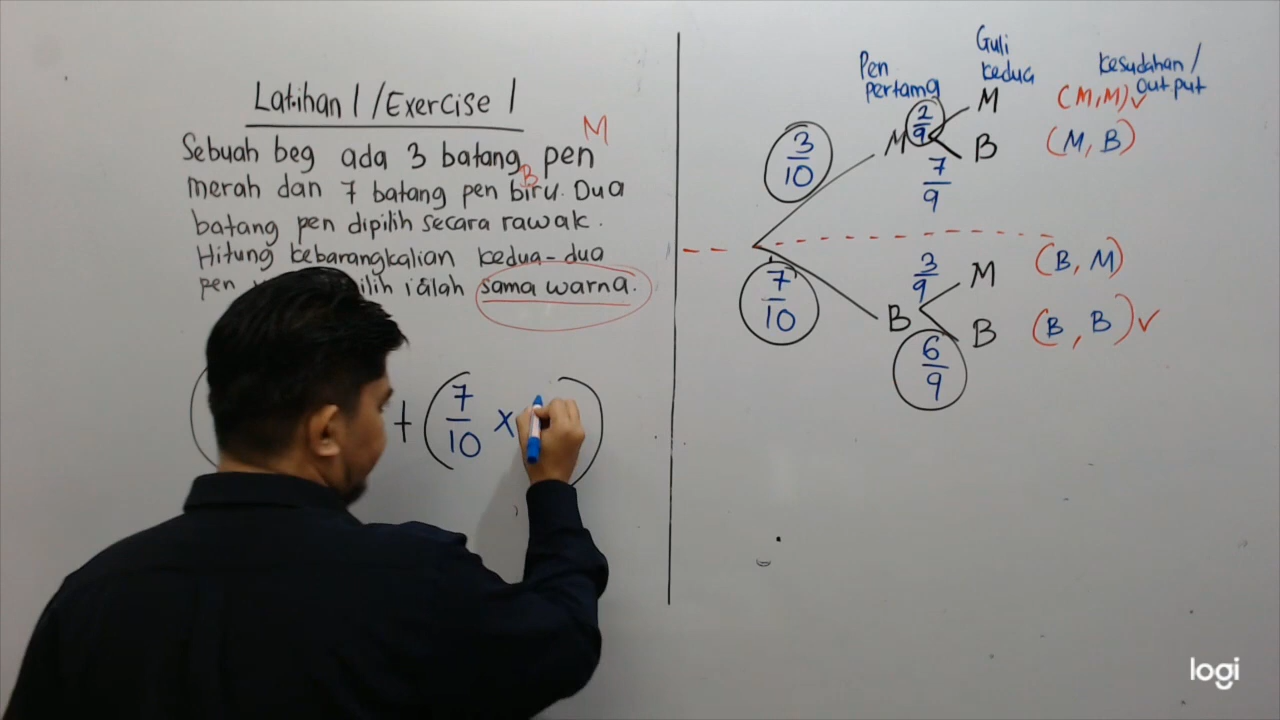 Latihan 1 / Exercise 1
M
Sebuah beg ada 3 batang pen
B
merah dan 7 batang pen biru. Dua
batang pen dipilih secara rawak.
Hitung kebarangkalian kedua-dua
pen ilih ialah sama warna.
+ ( 7/10 × )
Pen pertama
Guli kedua
Kesudahan / output
3/10
M
2/9
M
(M, M) ✓
7/9
B
(M, B)
7/10
B
3/9
M
(B, M)
6/9
B
(B, B) ✓
logi